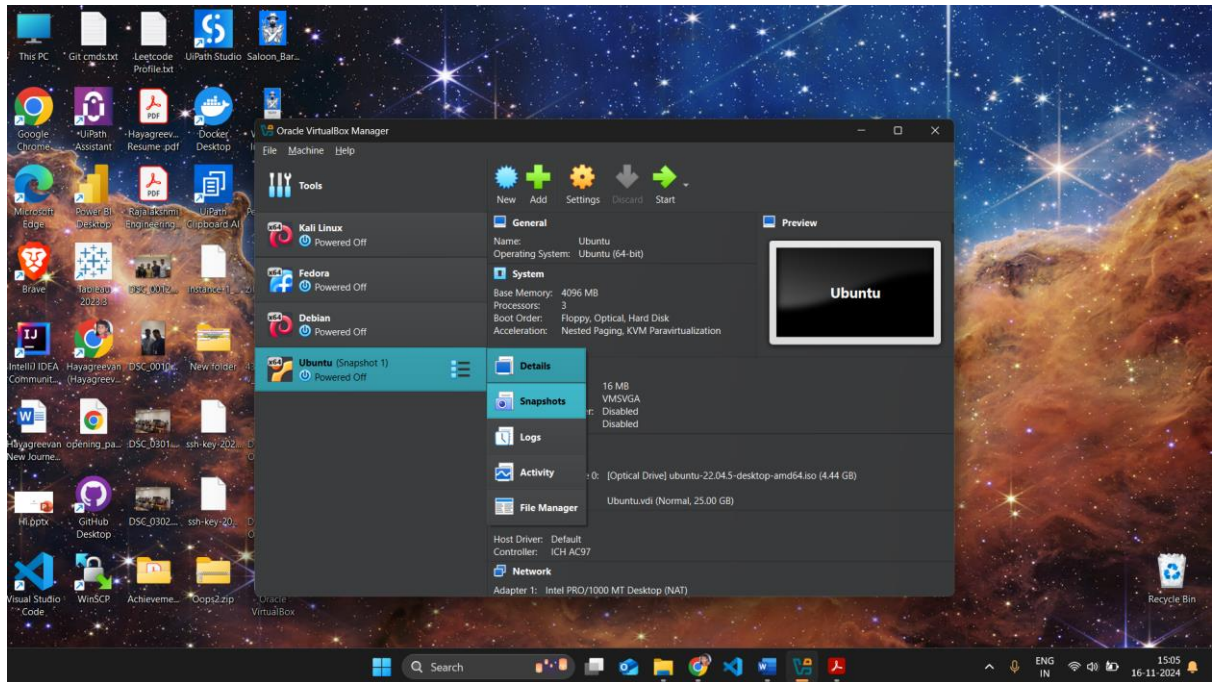 This PC
Git cmds.txt
Leetcode
Profile.txt
UiPath Studio
Saloon_Bar...
Google
Chrome
UiPath
Assistant
PDF
Hayagreev...
Resume .pdf
Docker
Desktop
Microsoft
Edge
Power BI
Desktop
PDF
Rajalakshmi
Engineering...
UiPath
Clipboard AI
Brave
Tableau
2023.3
DSC_0012...
IntelliJ IDEA
Communit...
Hayagreevan
(Hayagreev...
DSC_0010...
New folder
Hayagreevan
New Journe...
opening_pa...
DSC_0301...
ssh-key-202...
H!.pptx
GitHub
Desktop
DSC_0302...
ssh-key-20...
Visual Studio
Code
WinSCP
Achieveme...
Oops2.zip
Oracle
VirtualBox
Oracle VirtualBox Manager
File Machine Help
Tools
New Add Settings Discard Start
x64
Kali Linux
Powered Off
x64
Fedora
Powered Off
x64
Debian
Powered Off
x64
Ubuntu (Snapshot 1)
Powered Off
Details
Snapshots
Logs
Activity
File Manager
General
Name: Ubuntu
Operating System: Ubuntu (64-bit)
System
Base Memory: 4096 MB
Processors: 3
Boot Order: Floppy, Optical, Hard Disk
Acceleration: Nested Paging, KVM Paravirtualization
16 MB
VMSVGA
Disabled
Disabled
0: [Optical Drive] ubuntu-22.04.5-desktop-amd64.iso (4.44 GB)
Ubuntu.vdi (Normal, 25.00 GB)
Host Driver: Default
Controller: ICH AC97
Network
Adapter 1: Intel PRO/1000 MT Desktop (NAT)
Preview
Ubuntu
Recycle Bin
Search
ENG
IN
15:05
16-11-2024